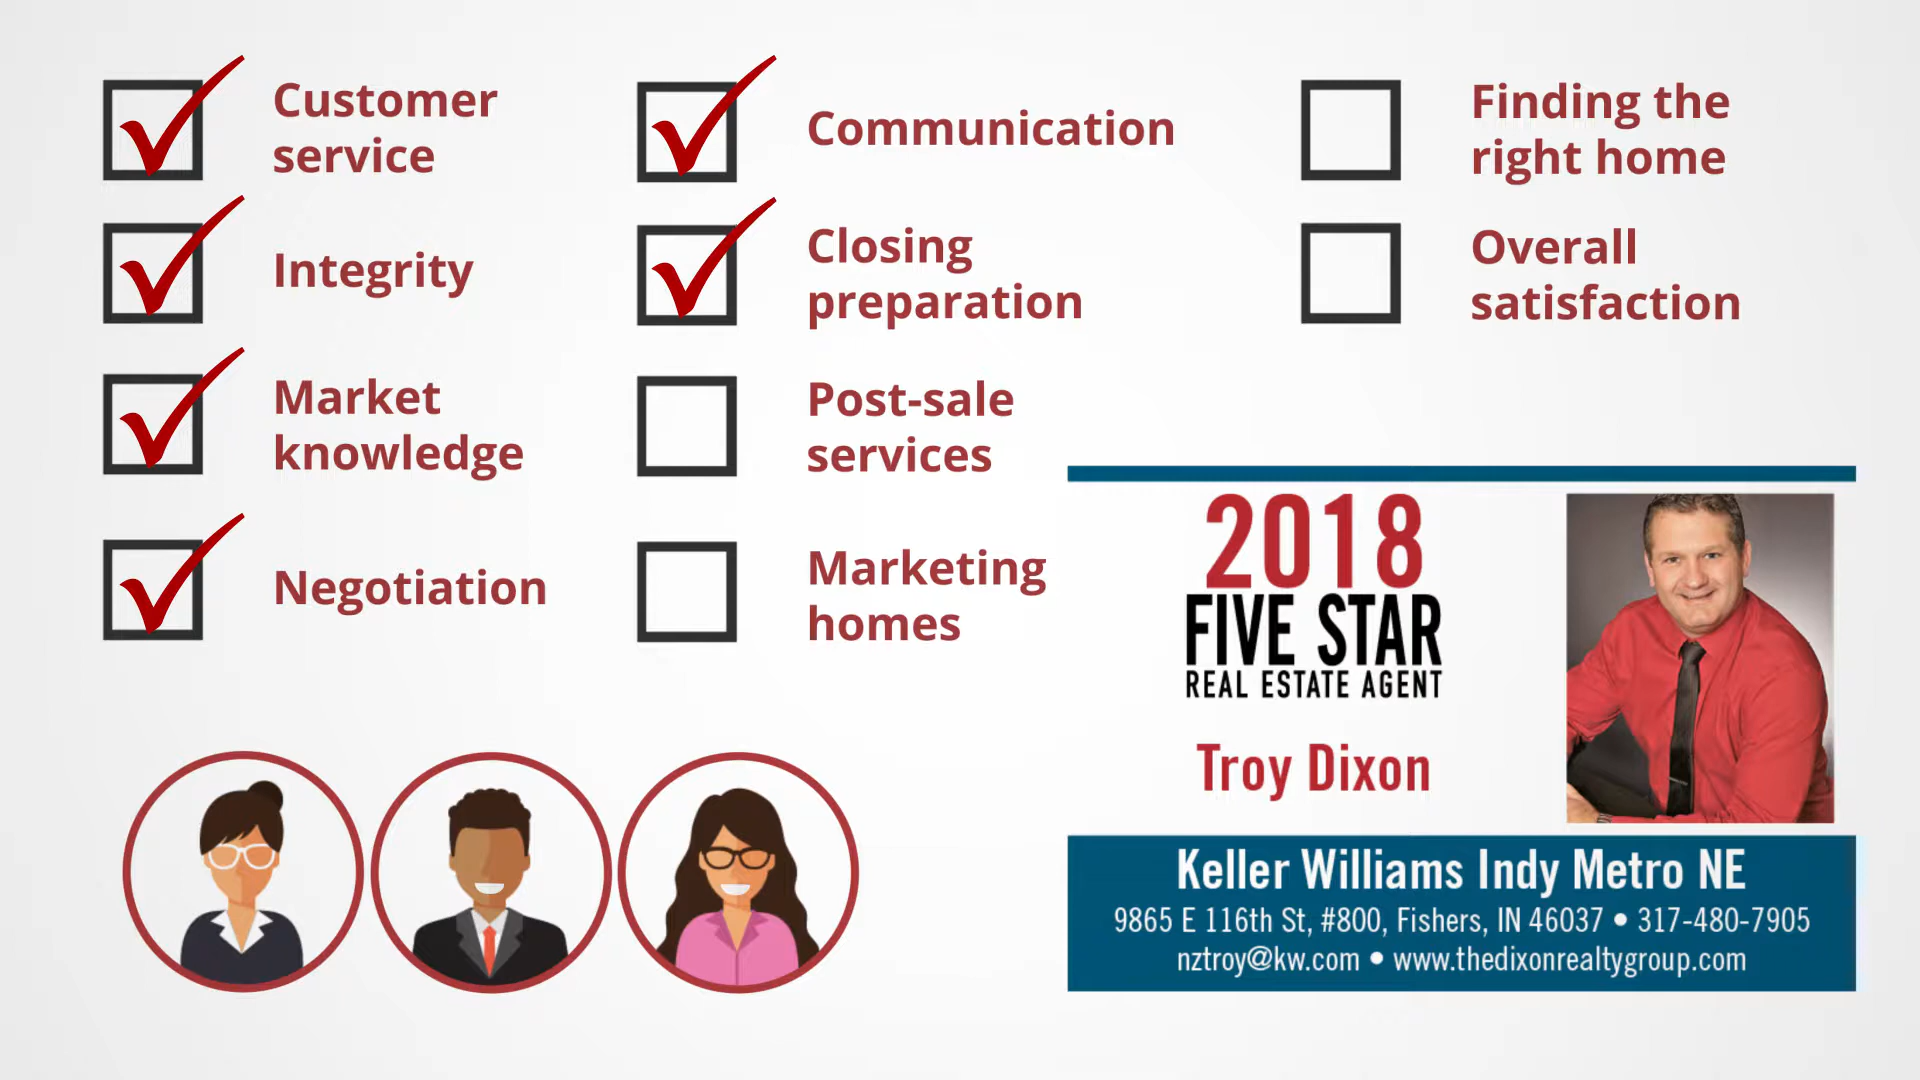 Customer
service
Integrity
Market
knowledge
Negotiation
Communication
Closing
preparation
Post-sale
services
Marketing
homes
Finding the
right home
Overall
satisfaction
2018
FIVE STAR
REAL ESTATE AGENT
Troy Dixon
Keller Williams Indy Metro NE
9865 E 116th St, #800, Fishers, IN 46037 • 317-480-7905
nztroy@kw.com • www.thedixonrealtygroup.com